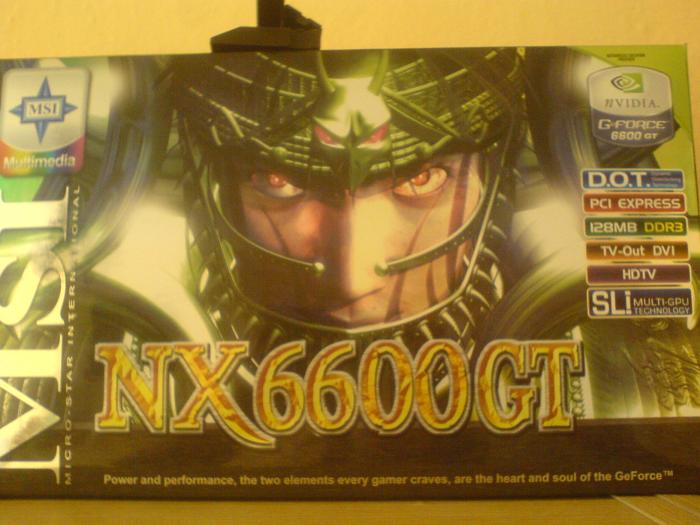 MSI
Multimedia
MSI
MICRO-STAR INTERNATIONAL
NVIDIA.
GEFORCE
6600 GT
D.O.T.
PCI EXPRESS
128MB DDR3
TV-Out DVI
HDTV
SLI MULTI-GPU
TECHNOLOGY
NX6600GT
Power and performance, the two elements every gamer craves, are the heart and soul of the GeForce™